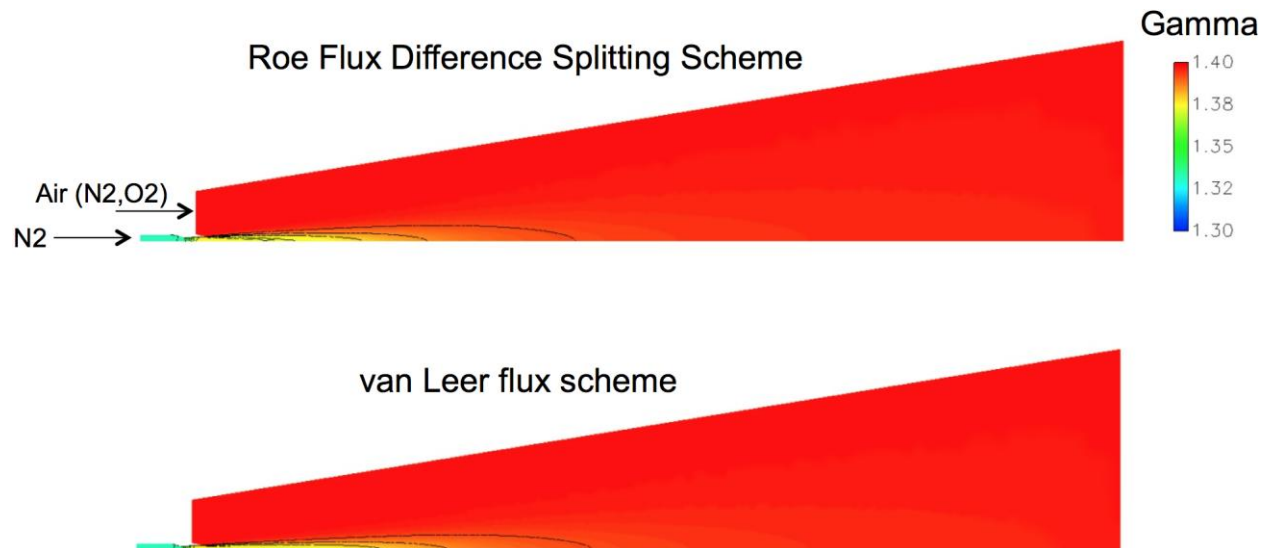 Gamma
Roe Flux Difference Splitting Scheme
1.40
1.38
1.35
1.32
1.30
Air (N2,O2)
N2
van Leer flux scheme